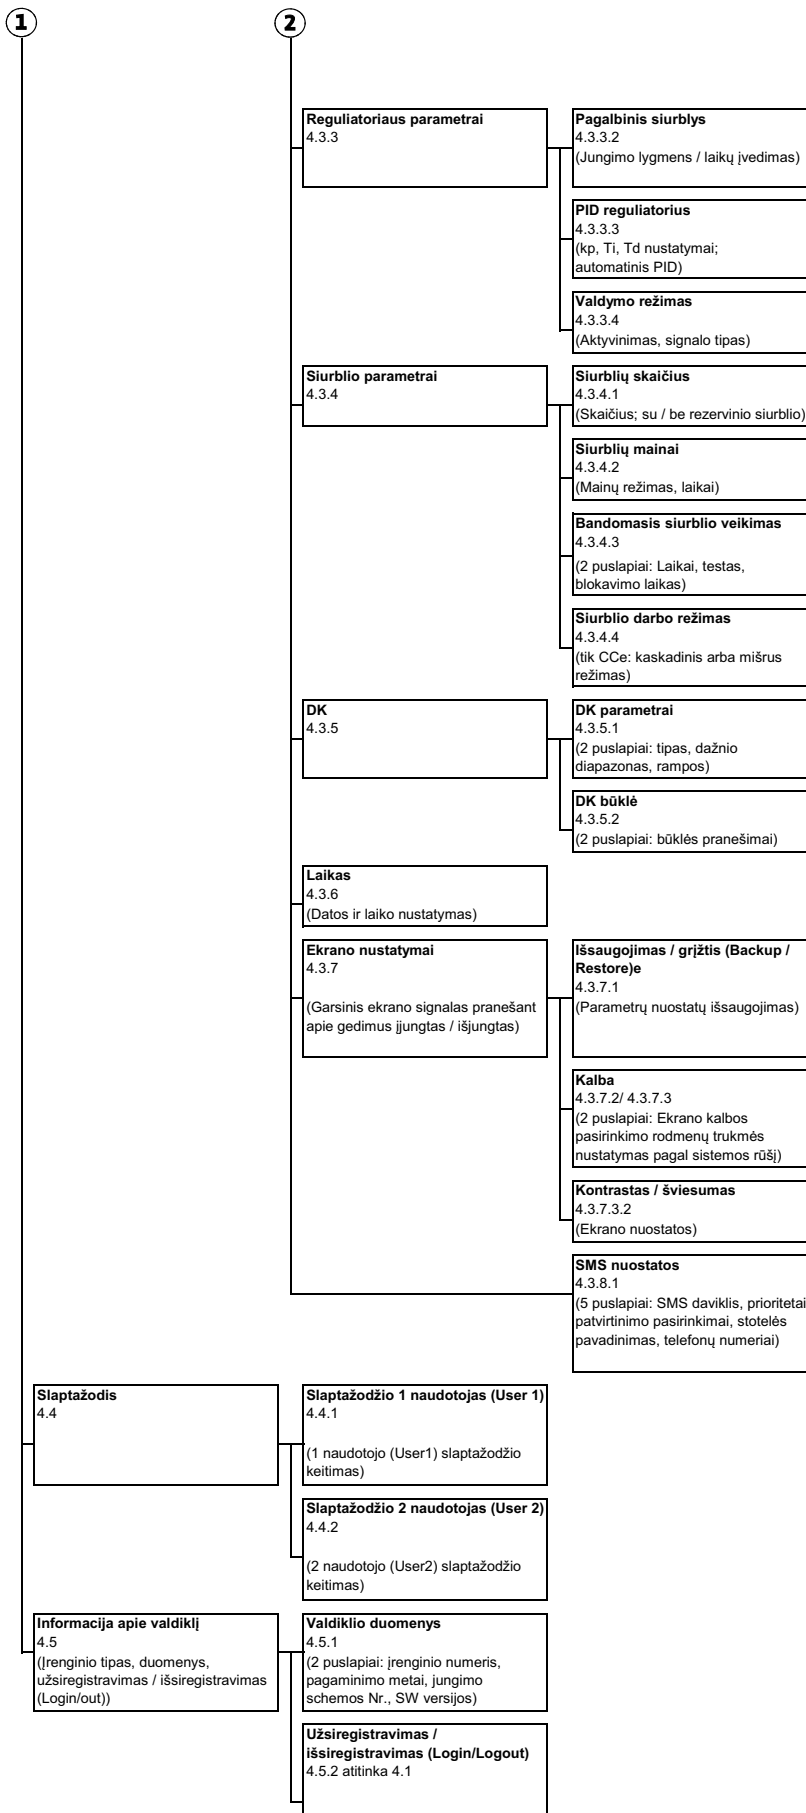 1
2
Reguliatoriaus parametrai
4.3.3
Pagalbinis siurblys
4.3.3.2
(Jungimo lygmens / laikų įvedimas)
PID reguliatorius
4.3.3.3
(kp, Ti, Td nustatymai;
automatinis PID)
Valdymo režimas
4.3.3.4
(Aktyvinimas, signalo tipas)
Siurblio parametrai
4.3.4
Siurblių skaičius
4.3.4.1
(Skaičius; su / be rezervinio siurblio)
Siurblių mainai
4.3.4.2
(Mainų režimas, laikai)
Bandomasis siurblio veikimas
4.3.4.3
(2 puslapiai: Laikai, testas,
blokavimo laikas)
Siurblio darbo režimas
4.3.4.4
(tik CCe: kaskadinis arba mišrus
režimas)
DK
4.3.5
DK parametrai
4.3.5.1
(2 puslapiai: tipas, dažnio
diapazonas, rampos)
DK būklė
4.3.5.2
(2 puslapiai: būklės pranešimai)
Laikas
4.3.6
(Datos ir laiko nustatymas)
Ekrano nustatymai
4.3.7
(Garsinis ekrano signalas pranešant
apie gedimus įjungtas / išjungtas)
Išsaugojimas / grįžtis (Backup /
Restore)e
4.3.7.1
(Parametrų nuostatų išsaugojimas)
Kalba
4.3.7.2/ 4.3.7.3
(2 puslapiai: Ekrano kalbos
pasirinkimo rodmenų trukmės
nustatymas pagal sistemos rūšį)
Kontrastas / šviesumas
4.3.7.3.2
(Ekrano nuostatos)
SMS nuostatos
4.3.8.1
(5 puslapiai: SMS daviklis, prioritetai
patvirtinimo pasirinkimai, stotelės
pavadinimas, telefonų numeriai)
Slaptažodis
4.4
Slaptažodžio 1 naudotojas (User 1)
4.4.1
(1 naudotojo (User1) slaptažodžio
keitimas)
Slaptažodžio 2 naudotojas (User 2)
4.4.2
(2 naudotojo (User2) slaptažodžio
keitimas)
Informacija apie valdiklį
4.5
(Įrenginio tipas, duomenys,
užsiregistravimas / išsiregistravimas
(Login/out))
Valdiklio duomenys
4.5.1
(2 puslapiai: įrenginio numeris,
pagaminimo metai, jungimo
schemos Nr., SW versijos)
Užsiregistravimas /
išsiregistravimas (Login/Logout)
4.5.2 atitinka 4.1